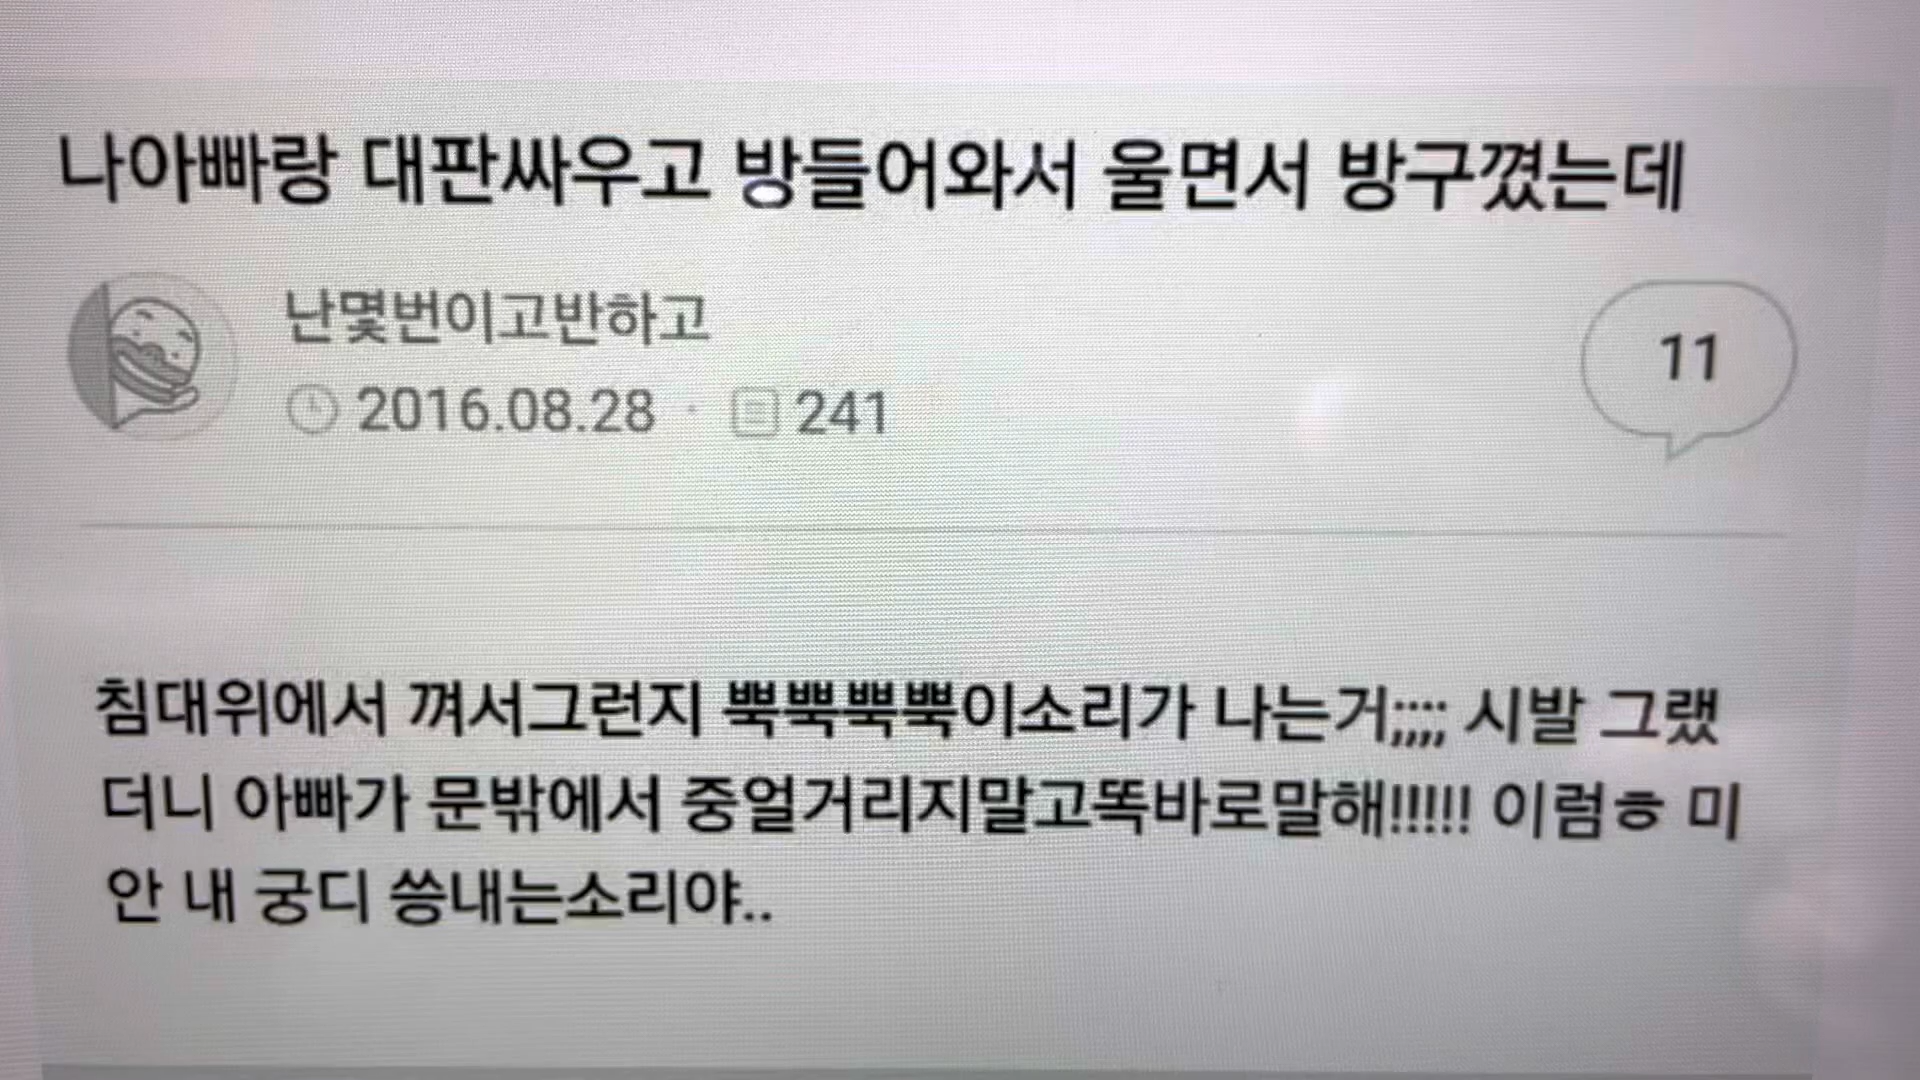 나아빠랑 대판싸우고 방들어와서 울면서 방구꼈는데
난몇번이고반하고
2016.08.28 · 241
11
침대위에서 껴서그런지 뿍뿍뿍뿍이소리가 나는거;;;; 시발 그랬
더니 아빠가 문밖에서 중얼거리지말고똑바로말해!!!!! 이럼ㅎ 미
안 내 궁디 씅내는소리야..